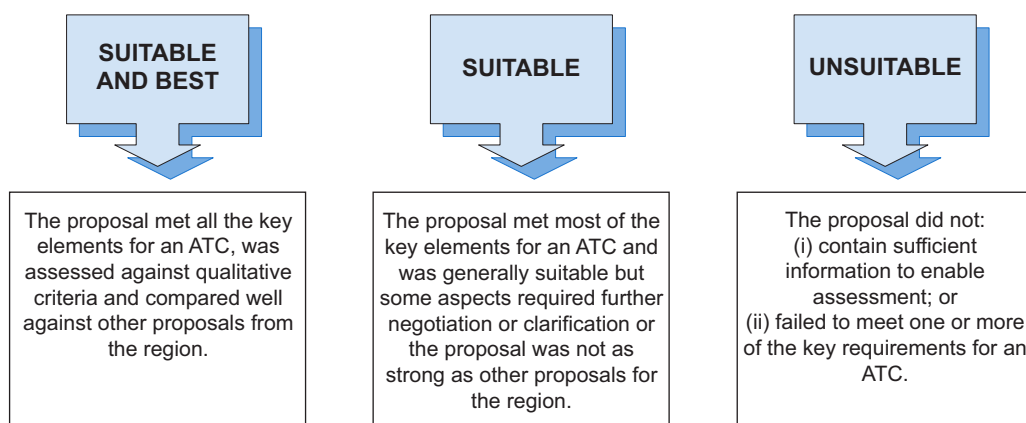 SUITABLE
AND BEST
The proposal met all the key
elements for an ATC, was
assessed against qualitative
criteria and compared well
against other proposals from
the region.
SUITABLE
The proposal met most of the
key elements for an ATC and
was generally suitable but
some aspects required further
negotiation or clarification or
the proposal was not as
strong as other proposals for
the region.
UNSUITABLE
The proposal did not:
(i) contain sufficient
information to enable
assessment; or
(ii) failed to meet one or more
of the key requirements for an
ATC.